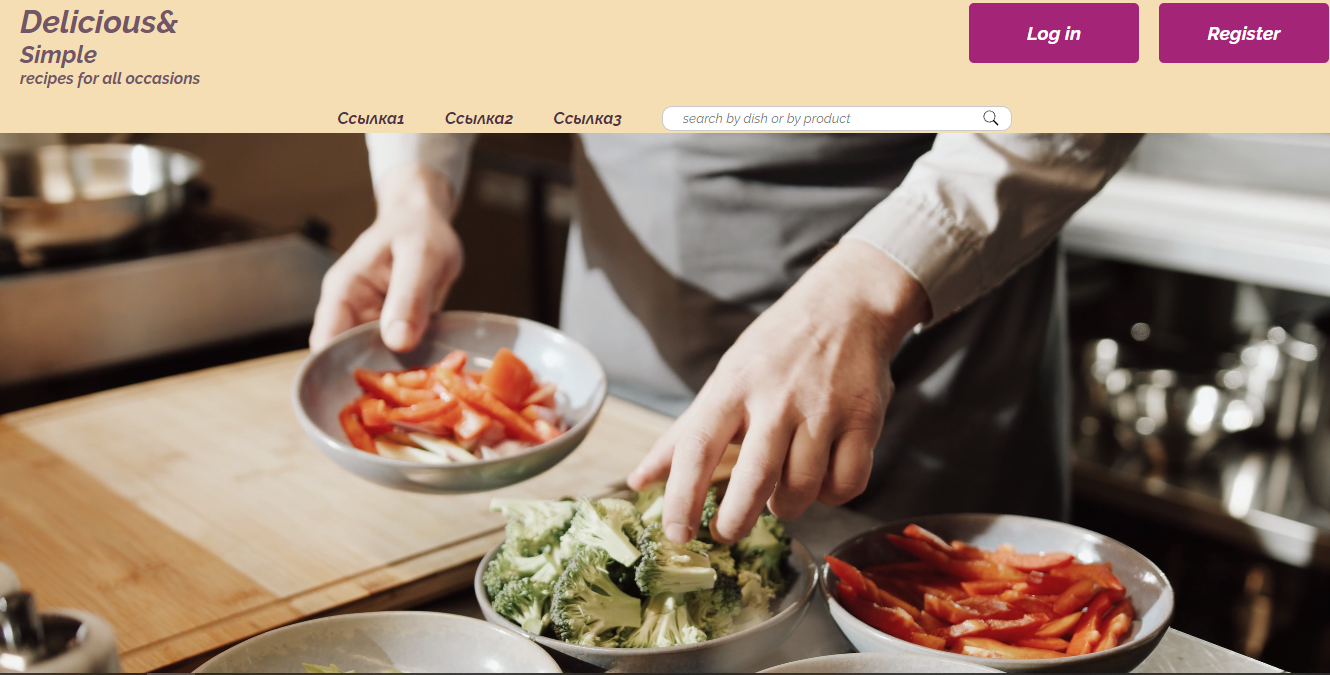 Delicious&
Simple
recipes for all occasions
Log in
Register
Ссылка1
Ссылка2
Ссылка3
search by dish or by product